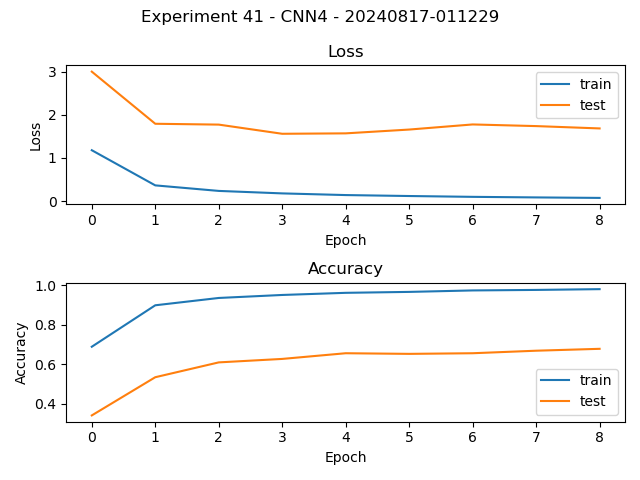 Experiment 41 - CNN4 - 20240817-011229
Loss
3
2
1
0
Loss
train
test
0 1 2 3 4 5 6 7 8
Epoch
Accuracy
1.0
0.8
0.6
0.4
Accuracy
train
test
0 1 2 3 4 5 6 7 8
Epoch